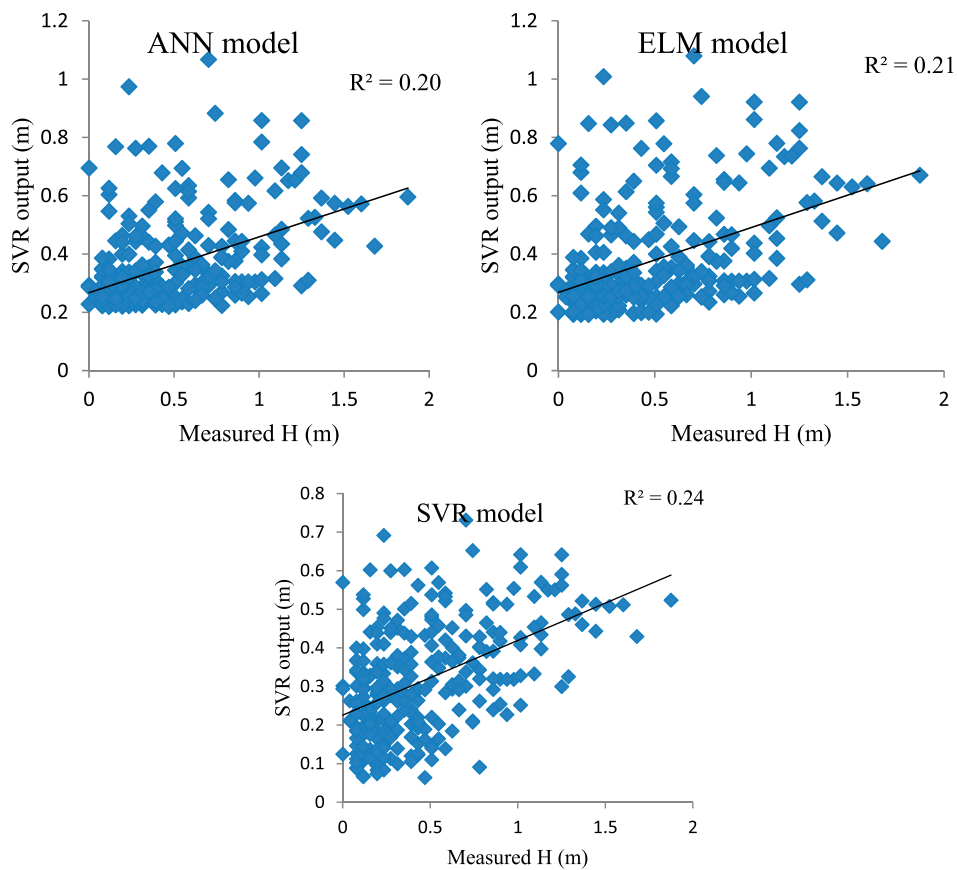 ANN model
R² = 0.20
SVR output (m)
1.2
1
0.8
0.6
0.4
0.2
0
0 0.5 1 1.5 2
Measured H (m)
ELM model
R² = 0.21
SVR output (m)
1.2
1
0.8
0.6
0.4
0.2
0
0 0.5 1 1.5 2
Measured H (m)
SVR model
R² = 0.24
SVR output (m)
0.8
0.7
0.6
0.5
0.4
0.3
0.2
0.1
0
0 0.5 1 1.5 2
Measured H (m)